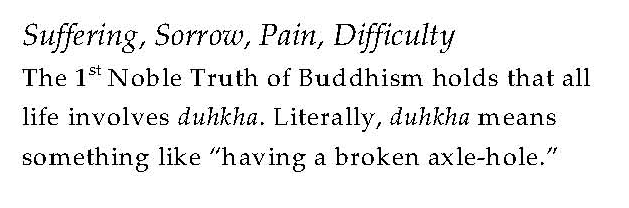 Suffering, Sorrow, Pain, Difficulty
The 1st Noble Truth of Buddhism holds that all
life involves duhkha. Literally, duhkha means
something like “having a broken axle-hole.”